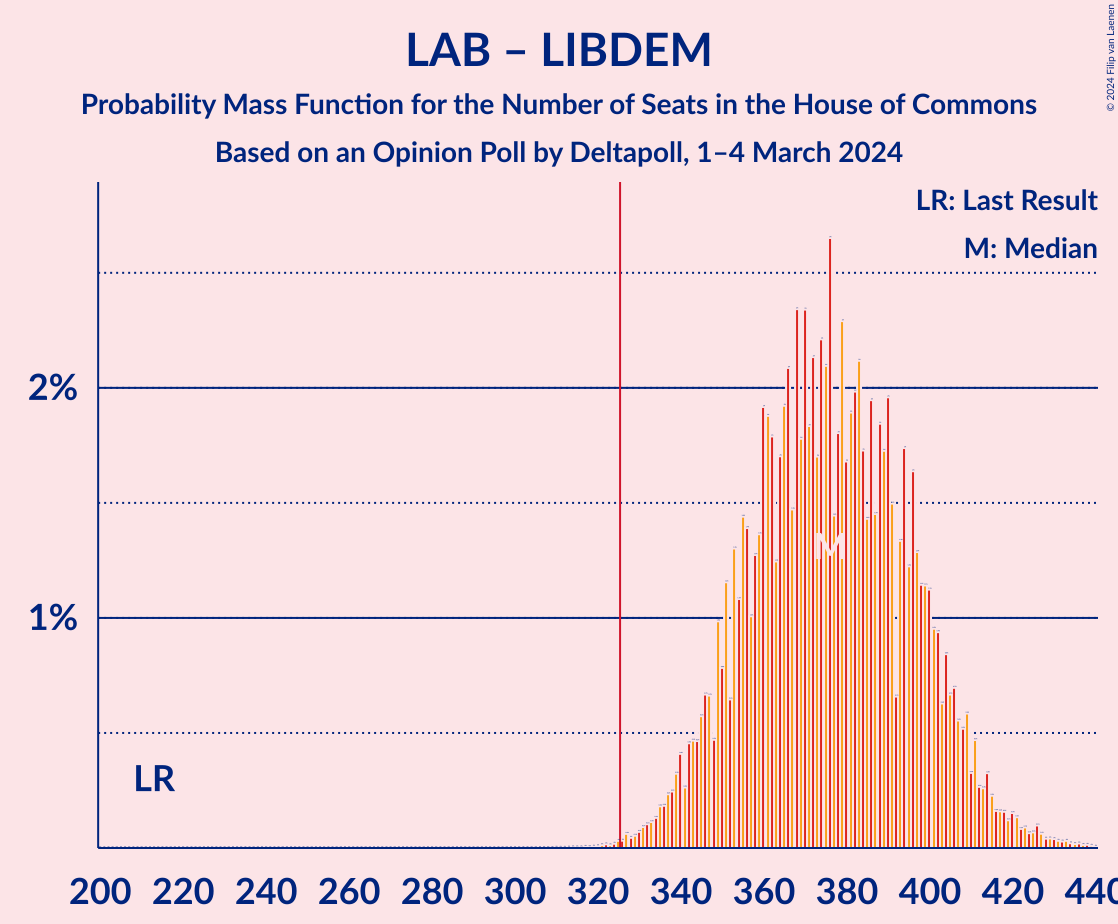 LAB – LIBDEM
Probability Mass Function for the Number of Seats in the House of Commons
Based on an Opinion Poll by Deltapoll, 1–4 March 2024
© 2024 Filip van Laenen
LR: Last Result
M: Median
2%
1%
M
LR
200 220 240 260 280 300 320 340 360 380 400 420 440